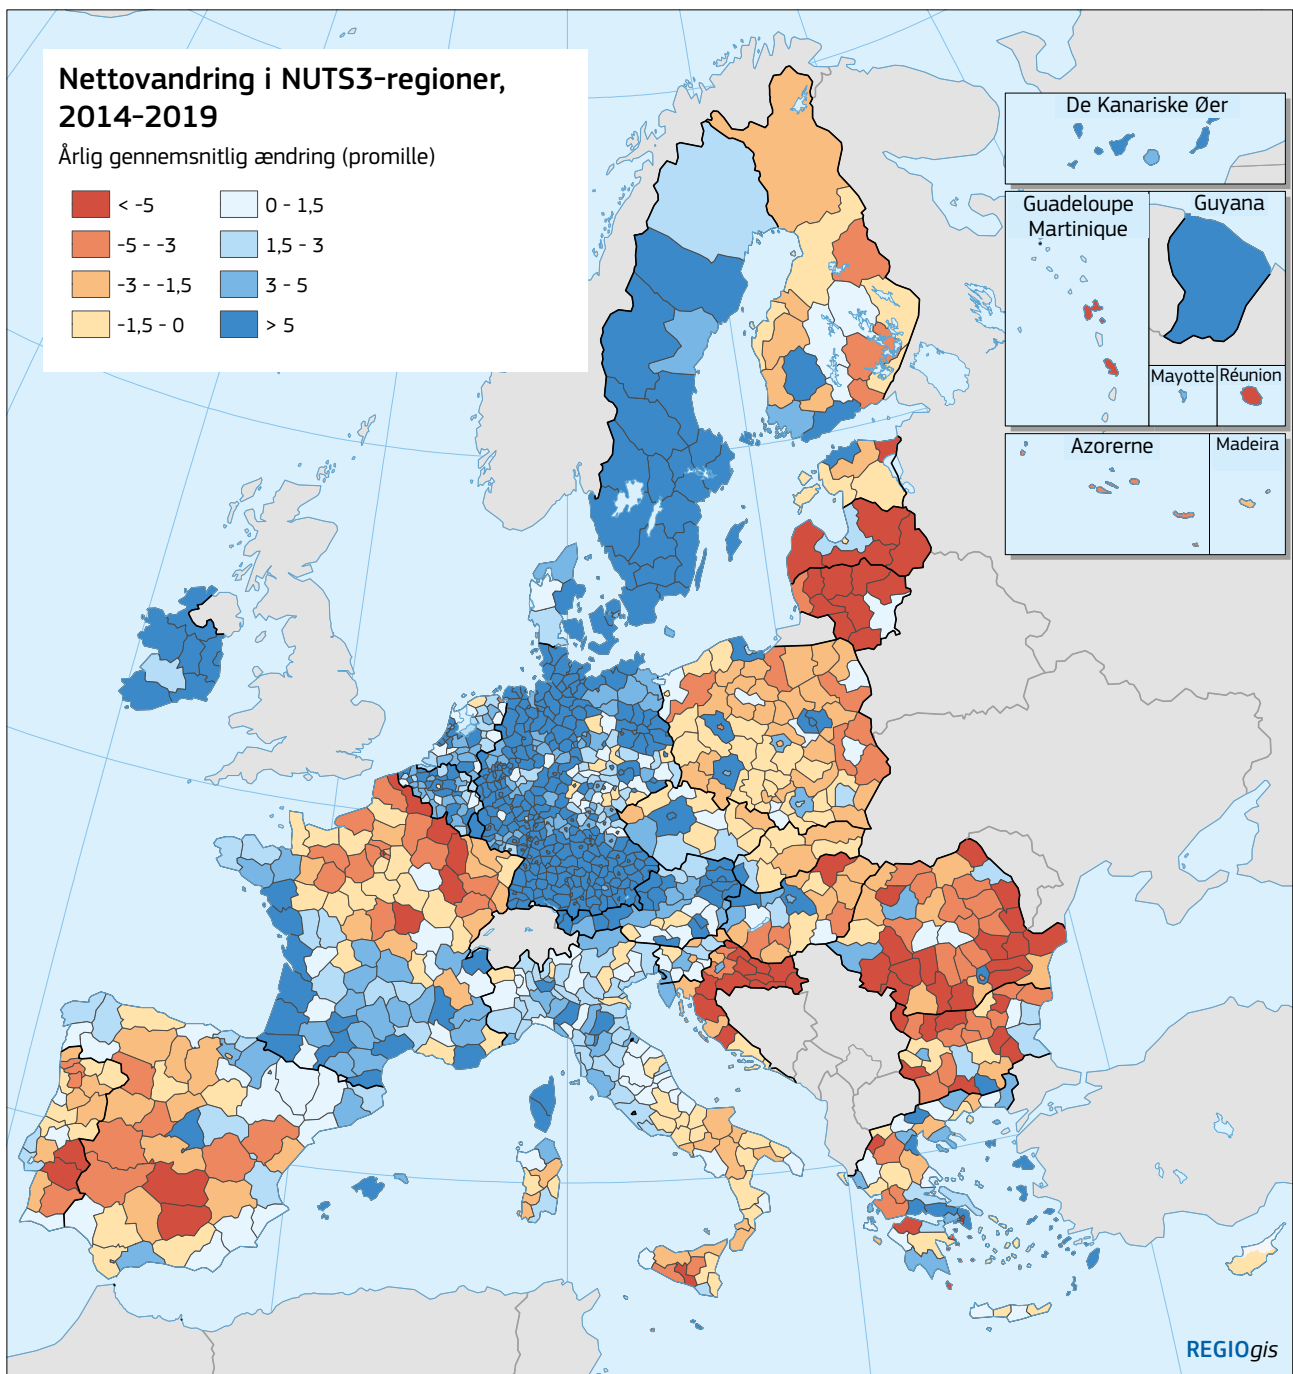 Nettovandring i NUTS3-regioner,
2014-2019
Årlig gennemsnitlig ændring (promille)
< -5
-5 - -3
-3 - -1,5
-1,5 - 0
0 - 1,5
1,5 - 3
3 - 5
> 5
De Kanariske Øer
Guadeloupe
Martinique
Guyana
Mayotte
Réunion
Azorerne
Madeira
REGIOgis